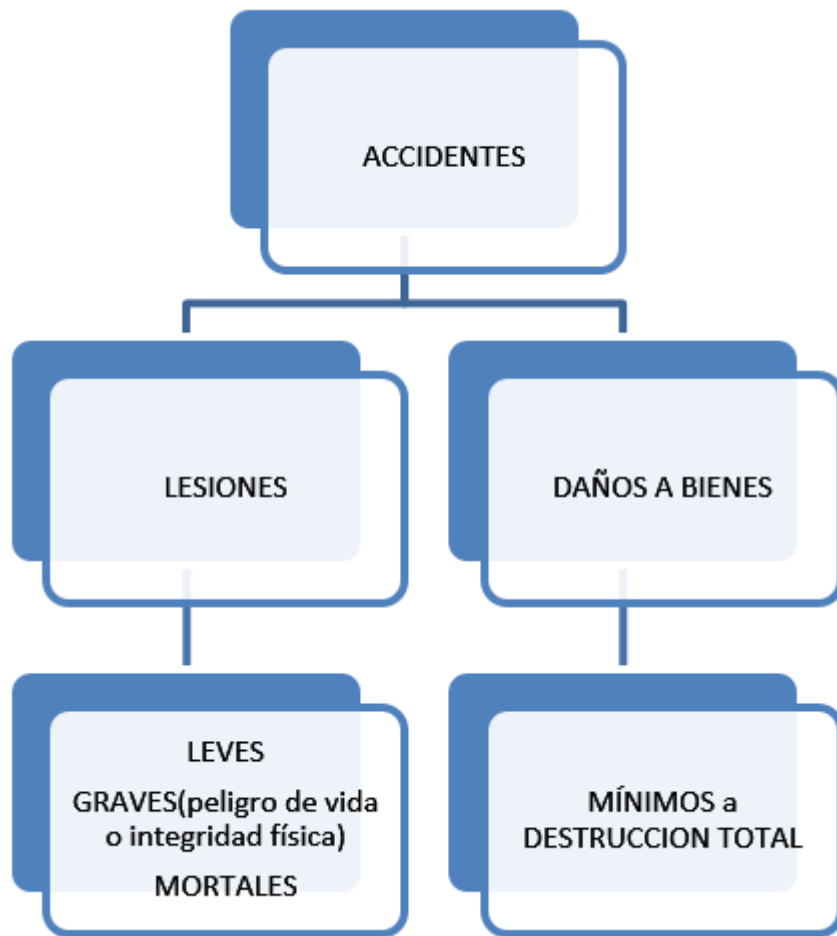 ACCIDENTES
LESIONES
DAÑOS A BIENES
LEVES
GRAVES(peligro de vida
o integridad física)
MORTALES
MÍNIMOS a
DESTRUCCION TOTAL